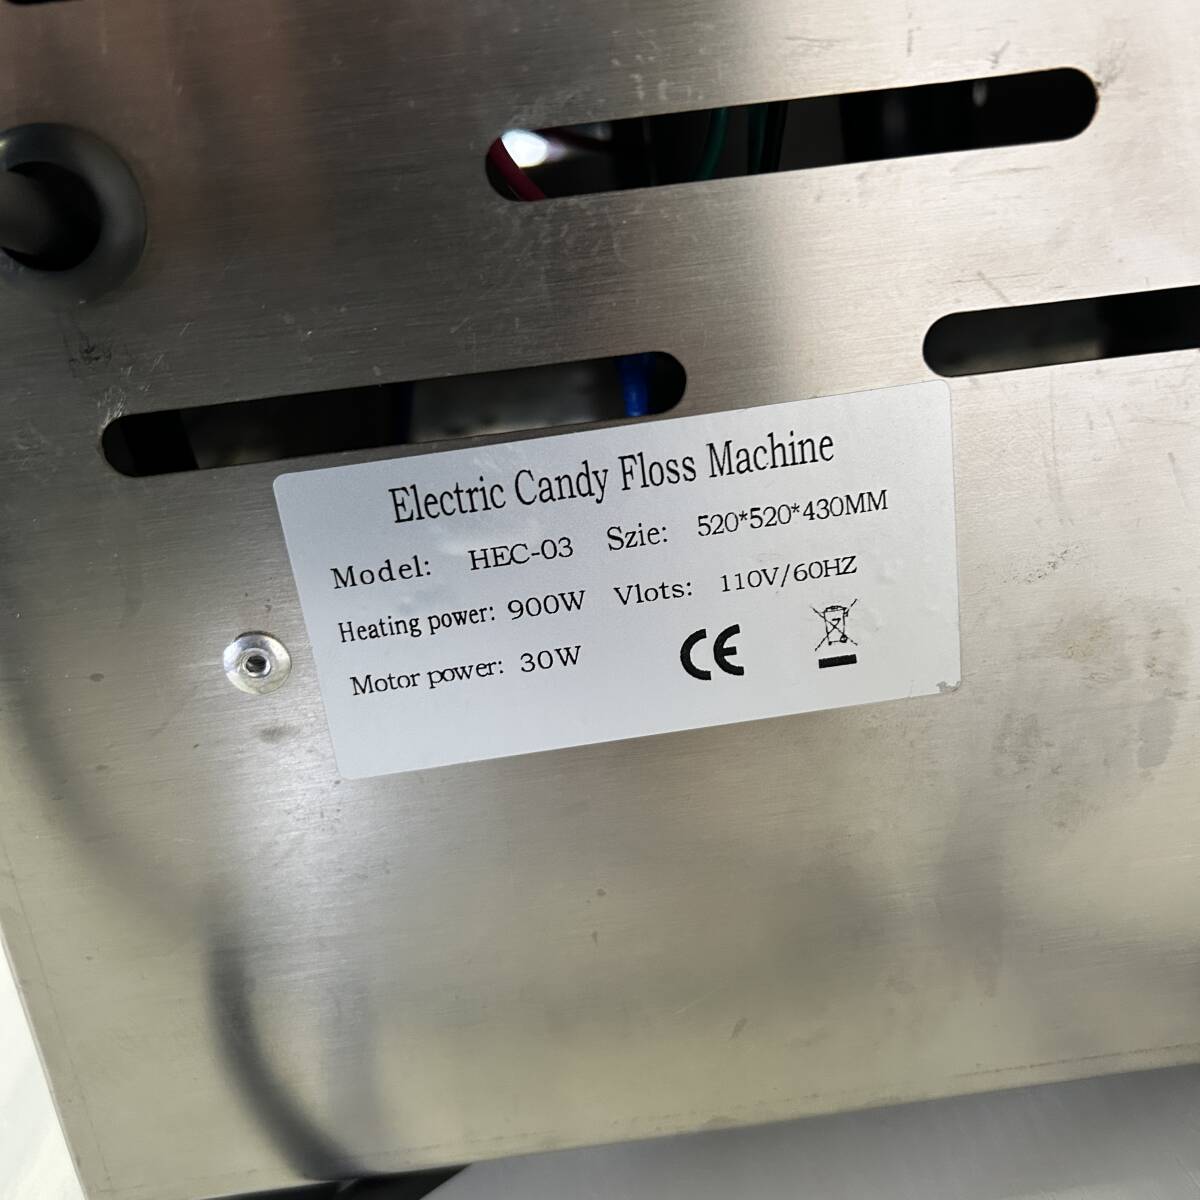 Electric Candy Floss Machine
Model: HEC-03 Szie: 520*520*430MM
Heating power: 900W Vlots: 110V/60HZ
Motor power: 30W CE